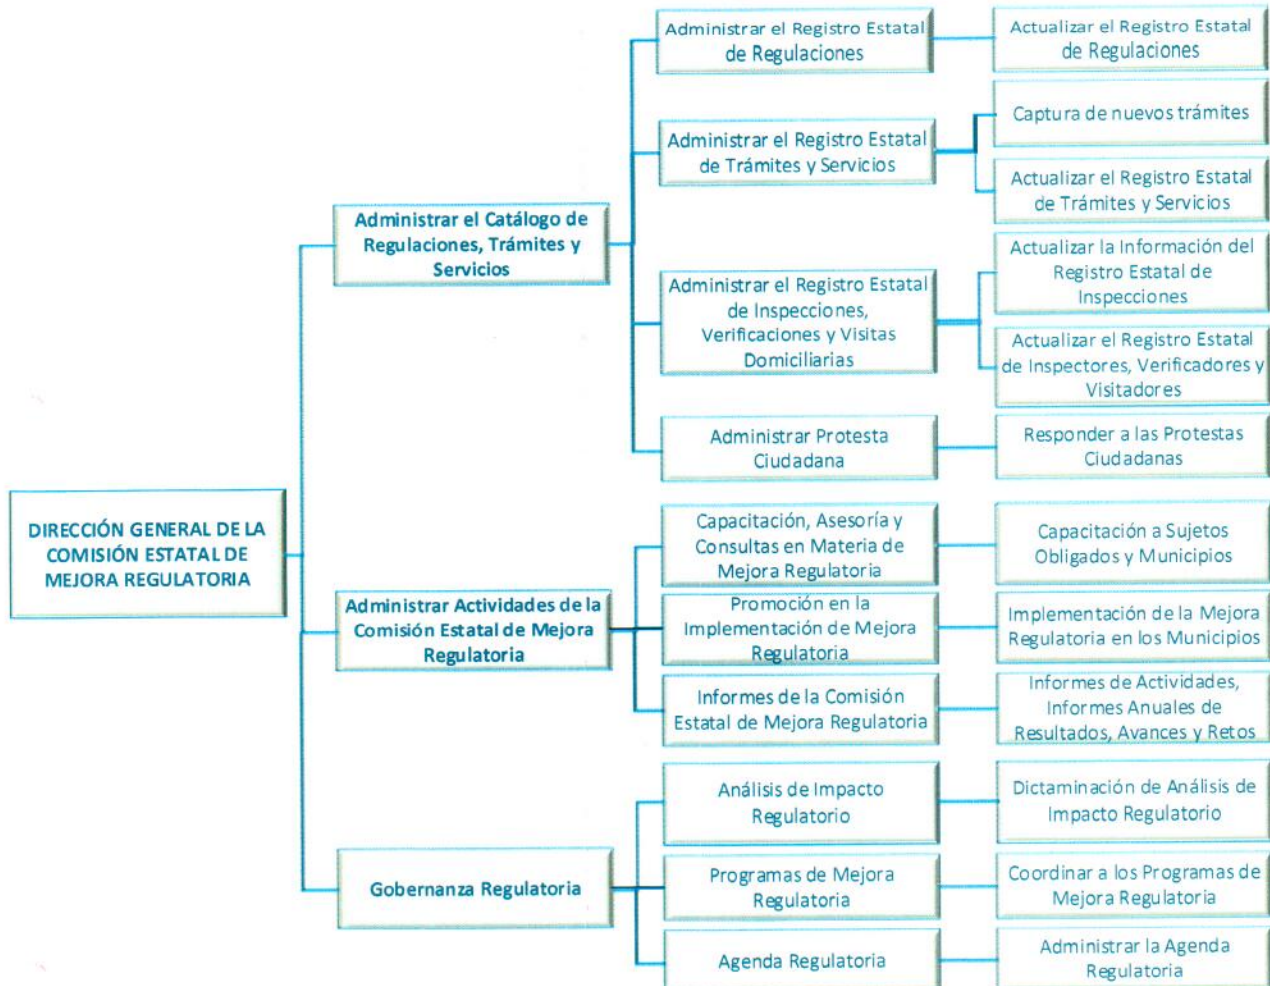 Administrar el Registro Estatal
de Regulaciones
Actualizar el Registro Estatal
de Regulaciones
Captura de nuevos trámites
Administrar el Registro Estatal
de Trámites y Servicios
Actualizar el Registro Estatal
de Trámites y Servicios
Administrar el Catálogo de
Regulaciones, Trámites y
Servicios
Actualizar la Información del
Registro Estatal de
Inspecciones
Administrar el Registro Estatal
de Inspecciones,
Verificaciones y Visitas
Domiciliarias
Actualizar el Registro Estatal
de Inspectores, Verificadores y
Visitadores
Administrar Protesta
Ciudadana
Responder a las Protestas
Ciudadanas
DIRECCIÓN GENERAL DE LA
COMISIÓN ESTATAL DE
MEJORA REGULATORIA
Capacitación, Asesoría y
Consultas en Materia de
Mejora Regulatoria
Capacitación a Sujetos
Obligados y Municipios
Administrar Actividades de la
Comisión Estatal de Mejora
Regulatoria
Promoción en la
Implementación de Mejora
Regulatoria
Implementación de la Mejora
Regulatoria en los Municipios
Informes de la Comisión
Estatal de Mejora Regulatoria
Informes de Actividades,
Informes Anuales de
Resultados, Avances y Retos
Análisis de Impacto
Regulatorio
Dictaminación de Análisis de
Impacto Regulatorio
Gobernanza Regulatoria
Programas de Mejora
Regulatoria
Coordinar a los Programas de
Mejora Regulatoria
Agenda Regulatoria
Administrar la Agenda
Regulatoria